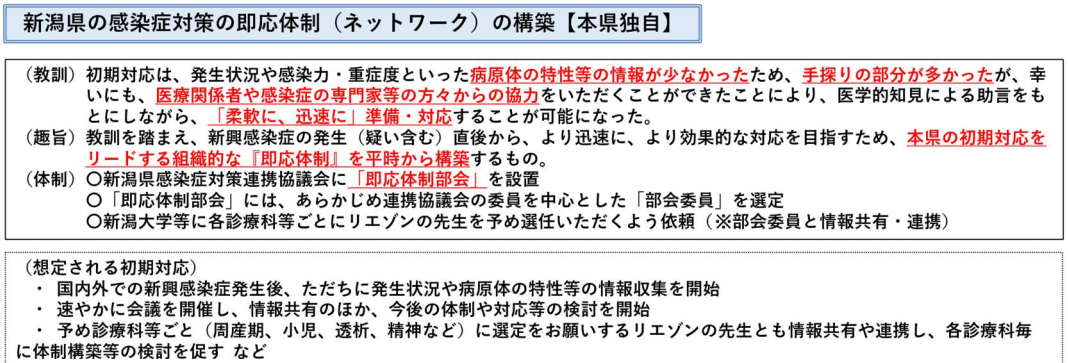 新潟県の感染症対策の即応体制（ネットワーク）の構築【本県独自】
（教訓）初期対応は、発生状況や感染力・重症度といった病原体の特性等の情報が少なかったため、手探りの部分が多かったが、幸
いにも、医療関係者や感染症の専門家等の方々からの協力をいただくことができたことにより、医学的知見による助言をも
とにしながら、「柔軟に、迅速に」準備・対応することが可能になった。
（趣旨）教訓を踏まえ、新興感染症の発生（疑い含む）直後から、より迅速に、より効果的な対応を目指すため、本県の初期対応を
リードする組織的な『即応体制』を平時から構築するもの。
（体制）〇新潟県感染症対策連携協議会に「即応体制部会」を設置
〇「即応体制部会」には、あらかじめ連携協議会の委員を中心とした「部会委員」を選定
〇新潟大学等に各診療科等ごとにリエゾンの先生を予め選任いただくよう依頼（※部会委員と情報共有・連携）
（想定される初期対応）
・ 国内外での新興感染症発生後、ただちに発生状況や病原体の特性等の情報収集を開始
・ 速やかに会議を開催し、情報共有のほか、今後の体制や対応等の検討を開始
・ 予め診療科等ごと（周産期、小児、透析、精神など）に選定をお願いするリエゾンの先生とも情報共有や連携し、各診療科毎
に体制構築等の検討を促す など